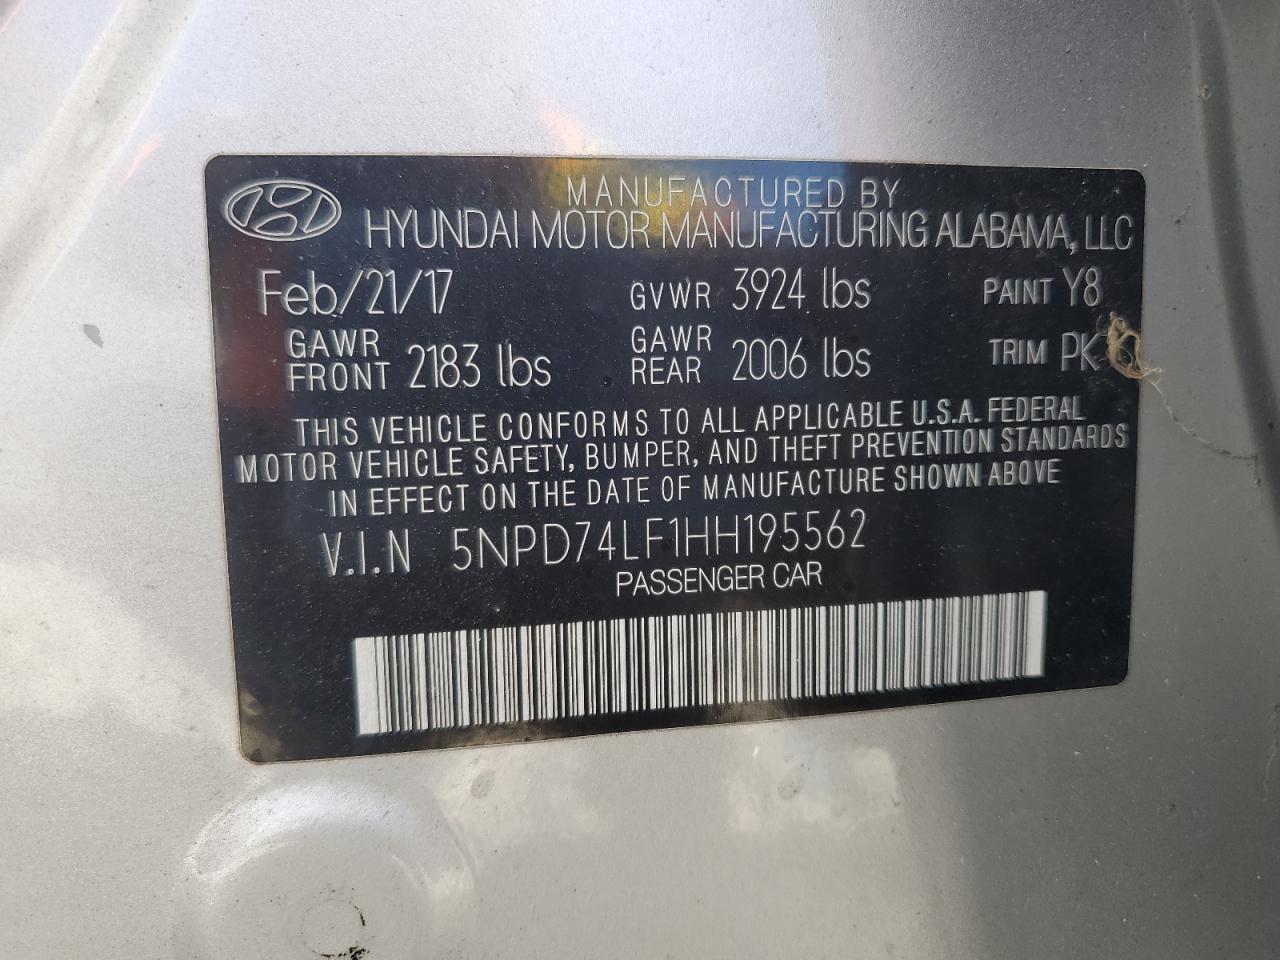 MANUFACTURED BY
HYUNDAI MOTOR MANUFACTURING ALABAMA, LLC
Feb/21/17 GVWR 3924 lbs PAINT Y8
GAWR FRONT 2183 lbs GAWR REAR 2006 lbs TRIM
THIS VEHICLE CONFORMS TO ALL APPLICABLE U.S.A. FEDERAL
MOTOR VEHICLE SAFETY, BUMPER, AND THEFT PREVENTION STANDARDS
IN EFFECT ON THE DATE OF MANUFACTURE SHOWN ABOVE
V.I.N 5NPD74LF1HH195562
PASSENGER CAR